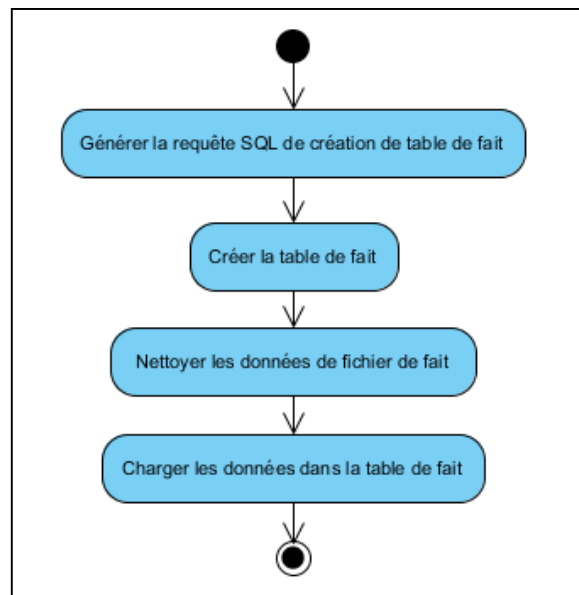 Générer la requête SQL de création de table de fait
Créer la table de fait
Nettoyer les données de fichier de fait
Charger les données dans la table de fait